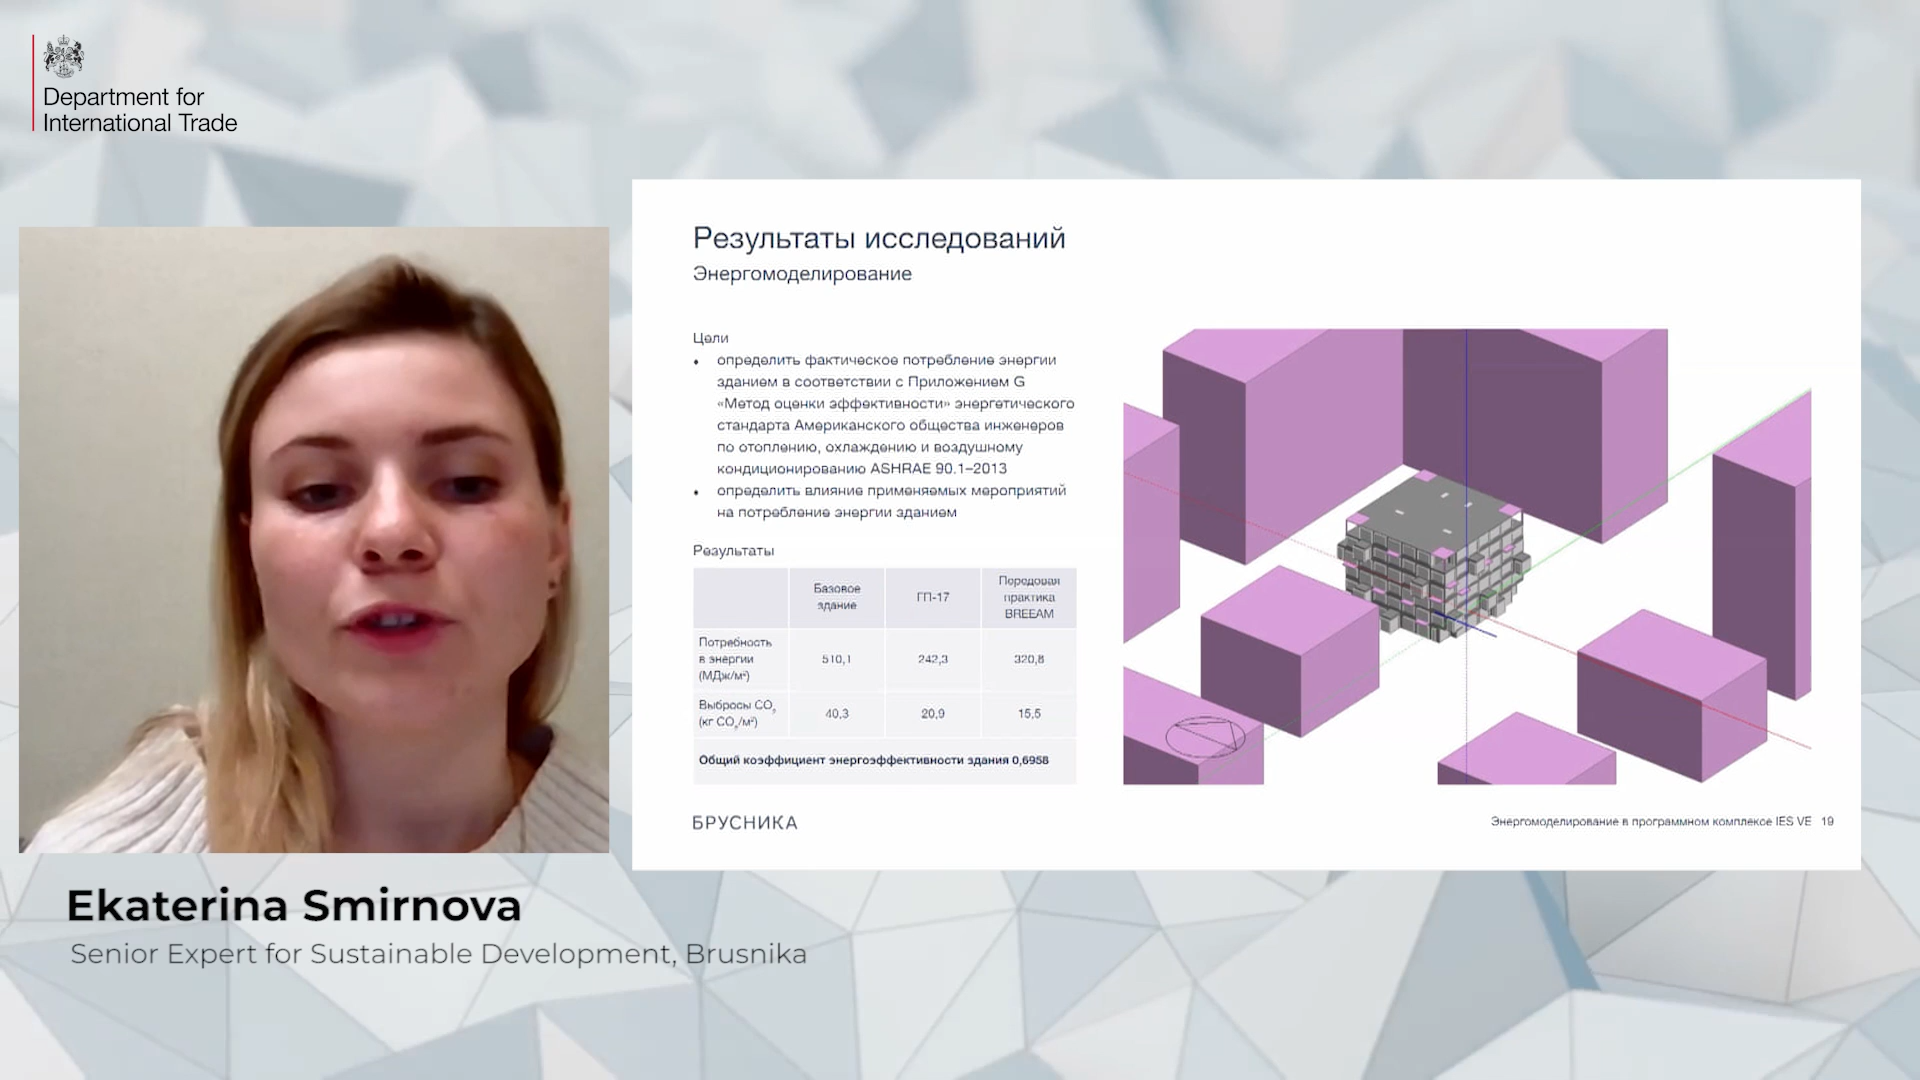 Department for
International Trade
Результаты исследований
Энергомоделирование
Цели
• определить фактическое потребление энергии
зданием в соответствии с Приложением G
«Метод оценки эффективности» энергетического
стандарта Американского общества инженеров
по отоплению, охлаждению и воздушному
кондиционированию ASHRAE 90.1–2013
• определить влияние применяемых мероприятий
на потребление энергии зданием
Результаты
Базовое
здание
ГП-17
Передовая
практика
BREEAM
Потребность
в энергии
(МДж/м²)
510,1
242,3
320,8
Выбросы CO₂
(кг CO₂/м²)
40,3
20,9
15,5
Общий коэффициент энергоэффективности здания 0,6958
БРУСНИКА
Энергомоделирование в программном комплексе IES VE 19
Ekaterina Smirnova
Senior Expert for Sustainable Development, Brusnika